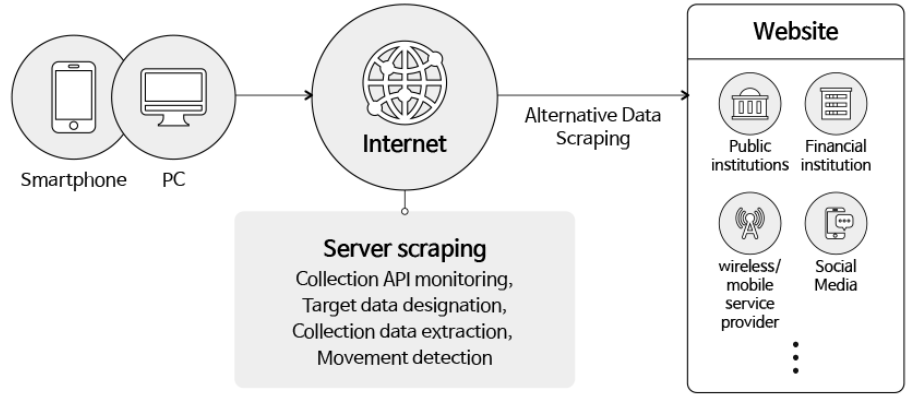 Smartphone
PC
Internet
Server scraping
Collection API monitoring,
Target data designation,
Collection data extraction,
Movement detection
Alternative Data
Scraping
Website
Public
institutions
Financial
institution
wireless/
mobile
service
provider
Social
Media